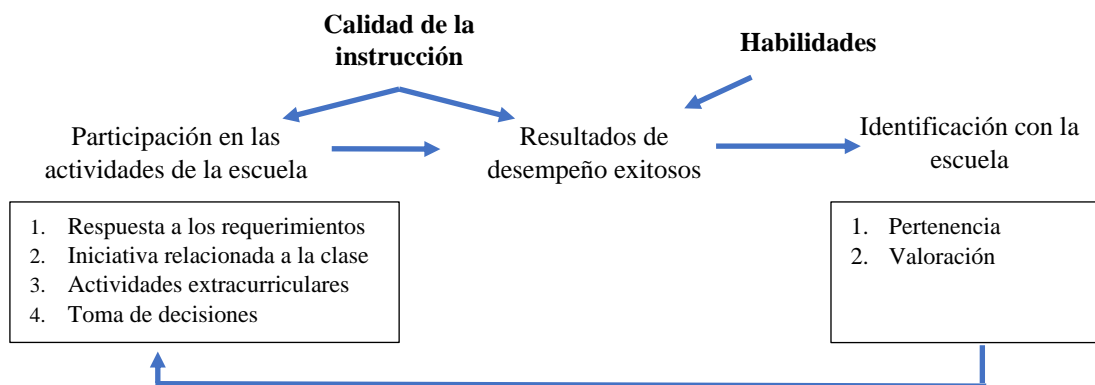 Calidad de la
instrucción
Habilidades
Participación en las
actividades de la escuela
Resultados de
desempeño exitosos
Identificación con la
escuela
1. Respuesta a los requerimientos
2. Iniciativa relacionada a la clase
3. Actividades extracurriculares
4. Toma de decisiones
1. Pertenencia
2. Valoración